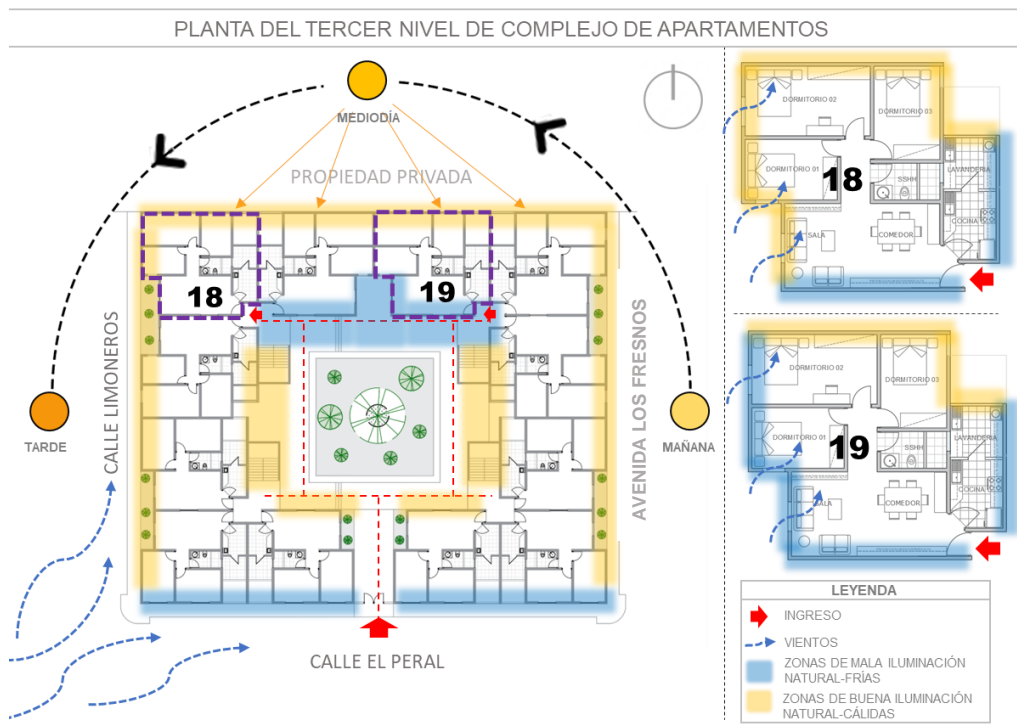 PLANTA DEL TERCER NIVEL DE COMPLEJO DE APARTAMENTOS
MEDIODÍA
PROPIEDAD PRIVADA
18
19
CALLE LIMONEROS
AVENIDA LOS FRESNOS
TARDE
MAÑANA
CALLE EL PERAL
DORMITORIO 02
DORMITORIO 03
DORMITORIO 01
18
SSHH
LAVANDERIA
COCINA
SALA
COMEDOR
DORMITORIO 02
DORMITORIO 03
DORMITORIO 01
19
SSHH
LAVANDERIA
COCINA
SALA
COMEDOR
LEYENDA
INGRESO
VIENTOS
ZONAS DE MALA ILUMINACIÓN
NATURAL-FRÍAS
ZONAS DE BUENA ILUMINACIÓN
NATURAL-CÁLIDAS